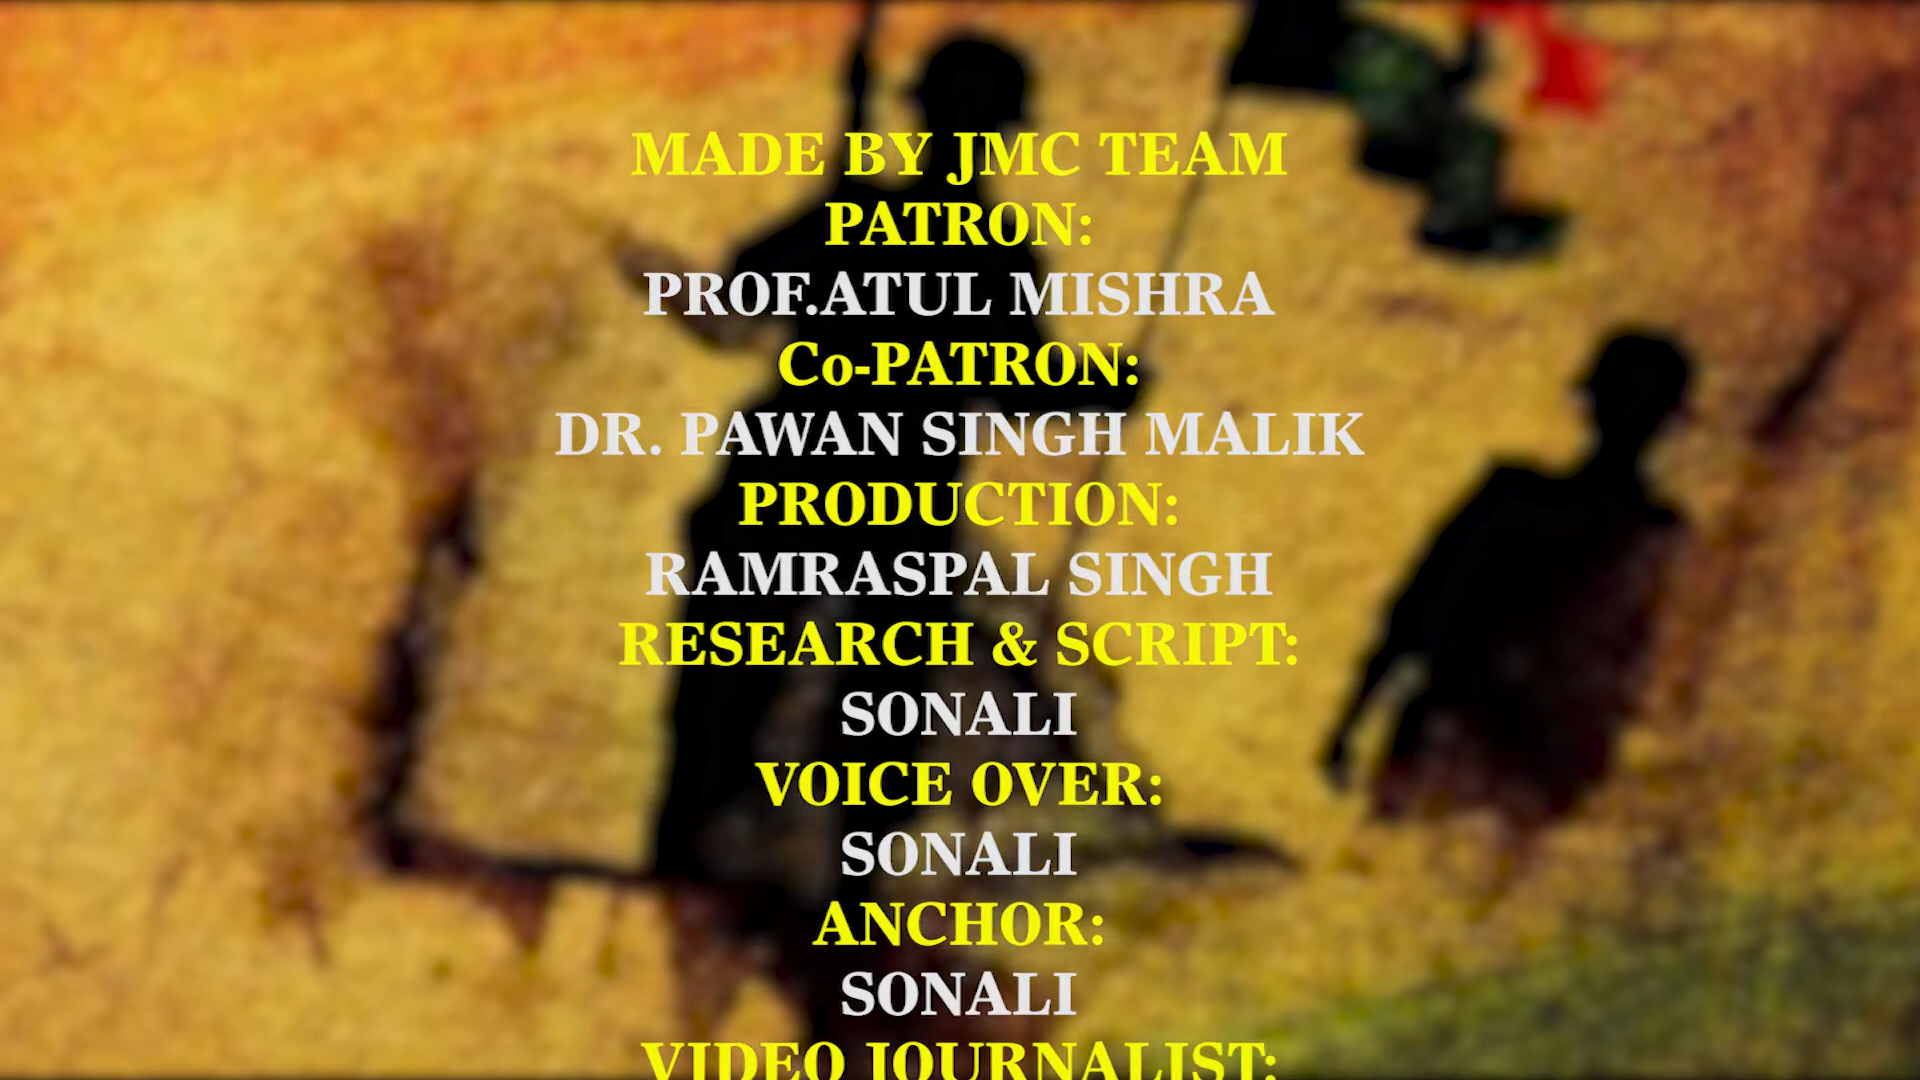 MADE BY JMC TEAM
PATRON:
PROF.ATUL MISHRA
Co-PATRON:
DR. PAWAN SINGH MALIK
PRODUCTION:
RAMRASPAL SINGH
RESEARCH & SCRIPT:
SONALI
VOICE OVER:
SONALI
ANCHOR:
SONALI
VIDEO JOURNALIST: